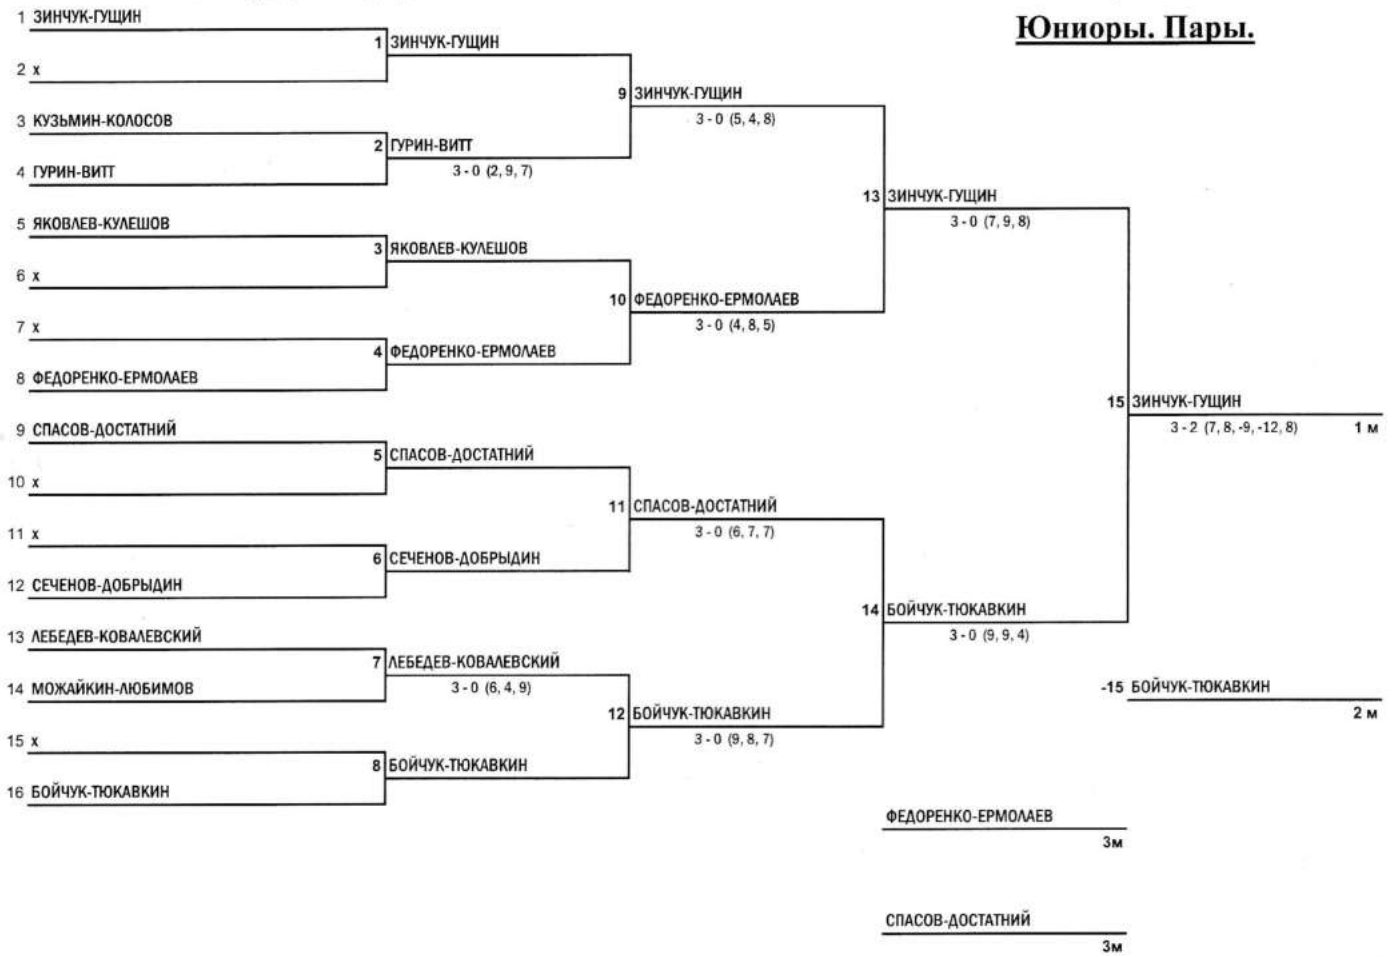 Юниоры. Пары.
1 ЗИНЧУК-ГУЩИН
1 ЗИНЧУК-ГУЩИН
2 x
9 ЗИНЧУК-ГУЩИН
3 - 0 (5, 4, 8)
3 КУЗЬМИН-КОЛОСОВ
2 ГУРИН-ВИТТ
3 - 0 (2, 9, 7)
4 ГУРИН-ВИТТ
13 ЗИНЧУК-ГУЩИН
3 - 0 (7, 9, 8)
5 ЯКОВЛЕВ-КУЛЕШОВ
3 ЯКОВЛЕВ-КУЛЕШОВ
6 x
10 ФЕДОРЕНКО-ЕРМОЛАЕВ
3 - 0 (4, 8, 5)
7 x
4 ФЕДОРЕНКО-ЕРМОЛАЕВ
8 ФЕДОРЕНКО-ЕРМОЛАЕВ
15 ЗИНЧУК-ГУЩИН
3 - 2 (7, 8, -9, -12, 8) 1 м
9 СПАСОВ-ДОСТАТНИЙ
5 СПАСОВ-ДОСТАТНИЙ
10 x
11 СПАСОВ-ДОСТАТНИЙ
3 - 0 (6, 7, 7)
11 x
6 СЕЧЕНОВ-ДОБРЫДИН
12 СЕЧЕНОВ-ДОБРЫДИН
14 БОЙЧУК-ТЮКАВКИН
3 - 0 (9, 9, 4)
13 ЛЕБЕДЕВ-КОВАЛЕВСКИЙ
7 ЛЕБЕДЕВ-КОВАЛЕВСКИЙ
3 - 0 (6, 4, 9)
14 МОЖАЙКИН-ЛЮБИМОВ
-15 БОЙЧУК-ТЮКАВКИН
2 м
12 БОЙЧУК-ТЮКАВКИН
3 - 0 (9, 8, 7)
15 x
8 БОЙЧУК-ТЮКАВКИН
16 БОЙЧУК-ТЮКАВКИН
ФЕДОРЕНКО-ЕРМОЛАЕВ
3м
СПАСОВ-ДОСТАТНИЙ
3м